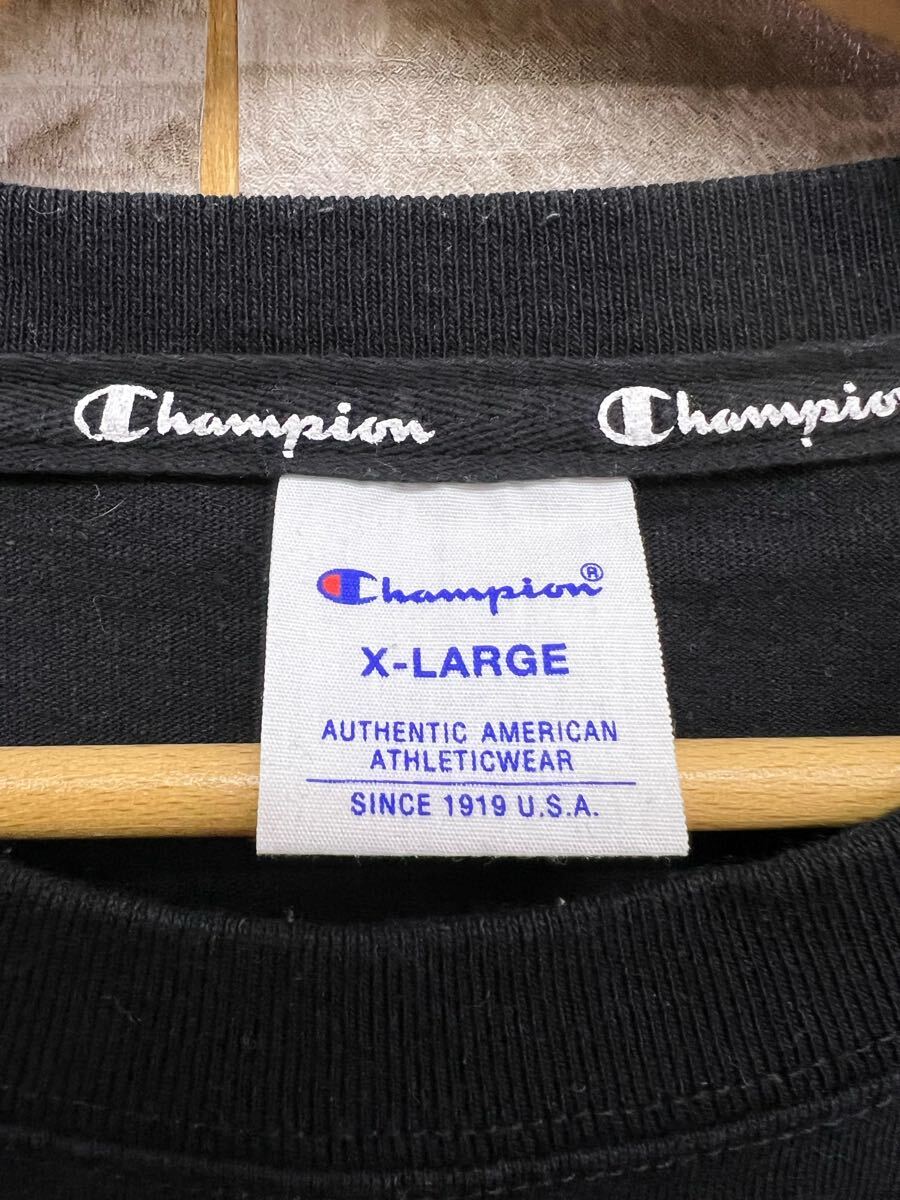 Champion Champion
Champion®
X-LARGE
AUTHENTIC AMERICAN
ATHLETICWEAR
SINCE 1919 U.S.A.